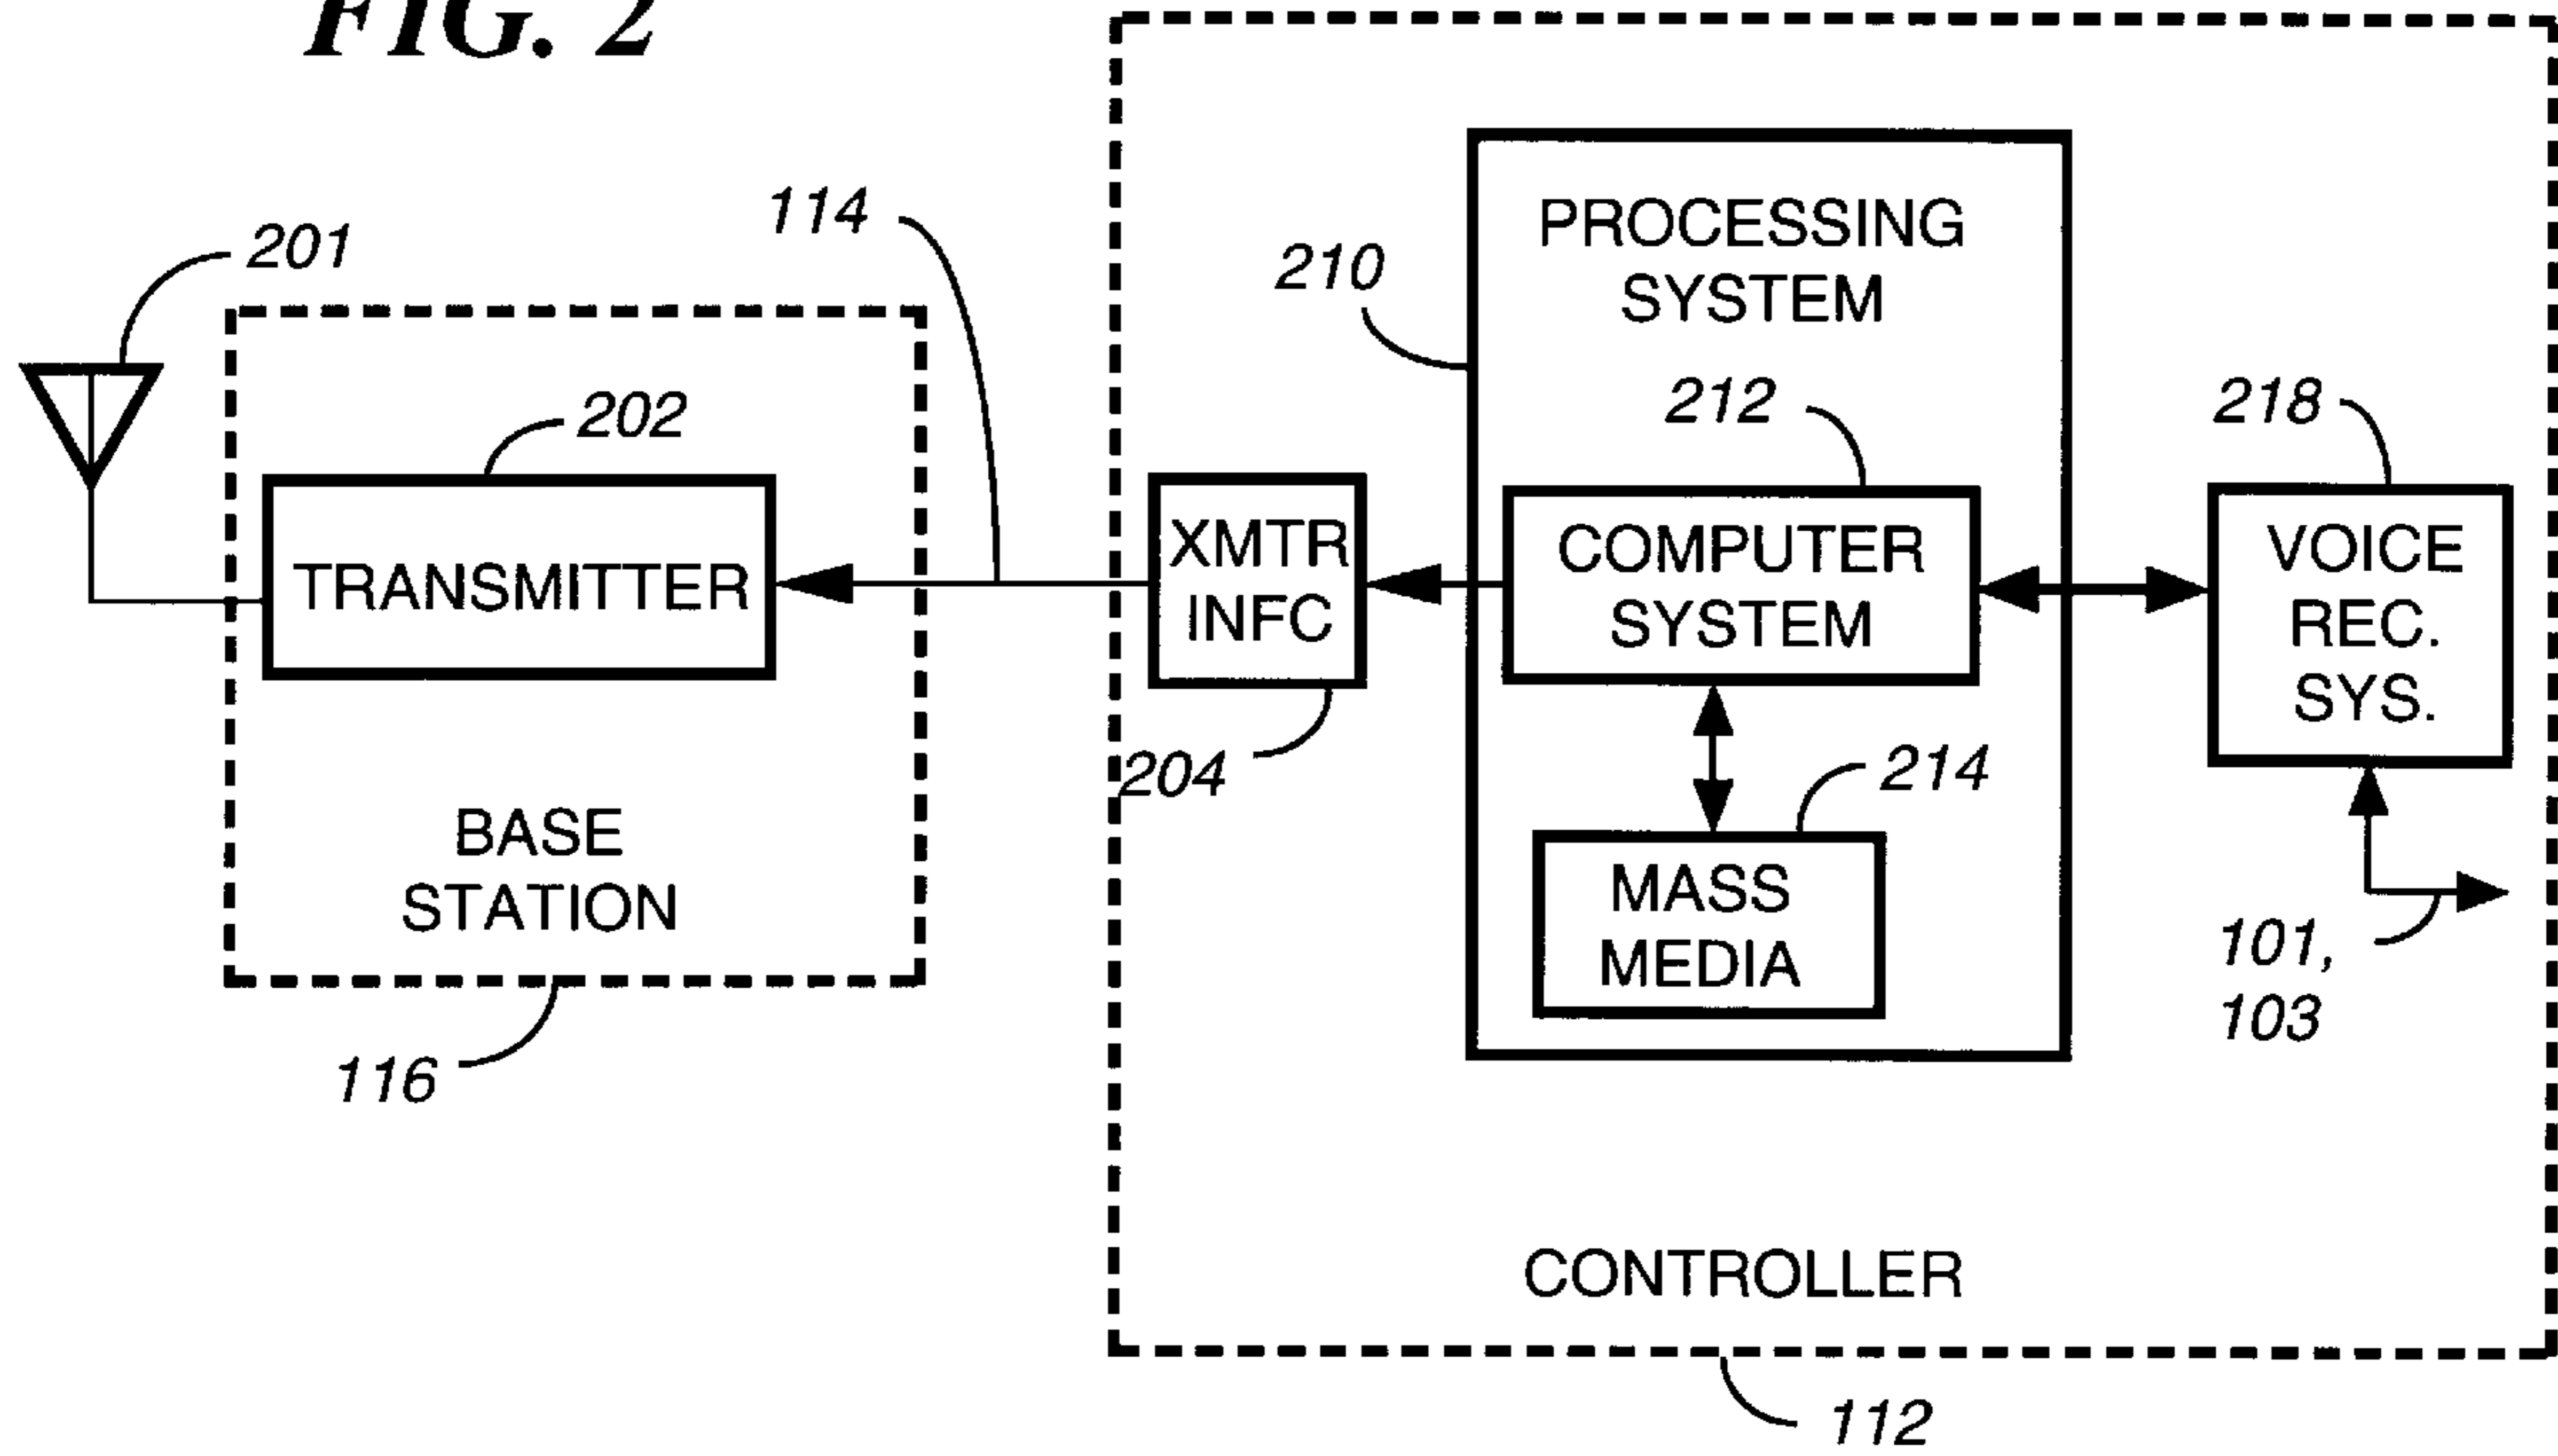 FIG. 2
201
114
202
TRANSMITTER
BASE
STATION
116
210
PROCESSING
SYSTEM
212
218
XMTR
INFC
204
COMPUTER
SYSTEM
VOICE
REC.
SYS.
214
MASS
MEDIA
101,
103
CONTROLLER
112